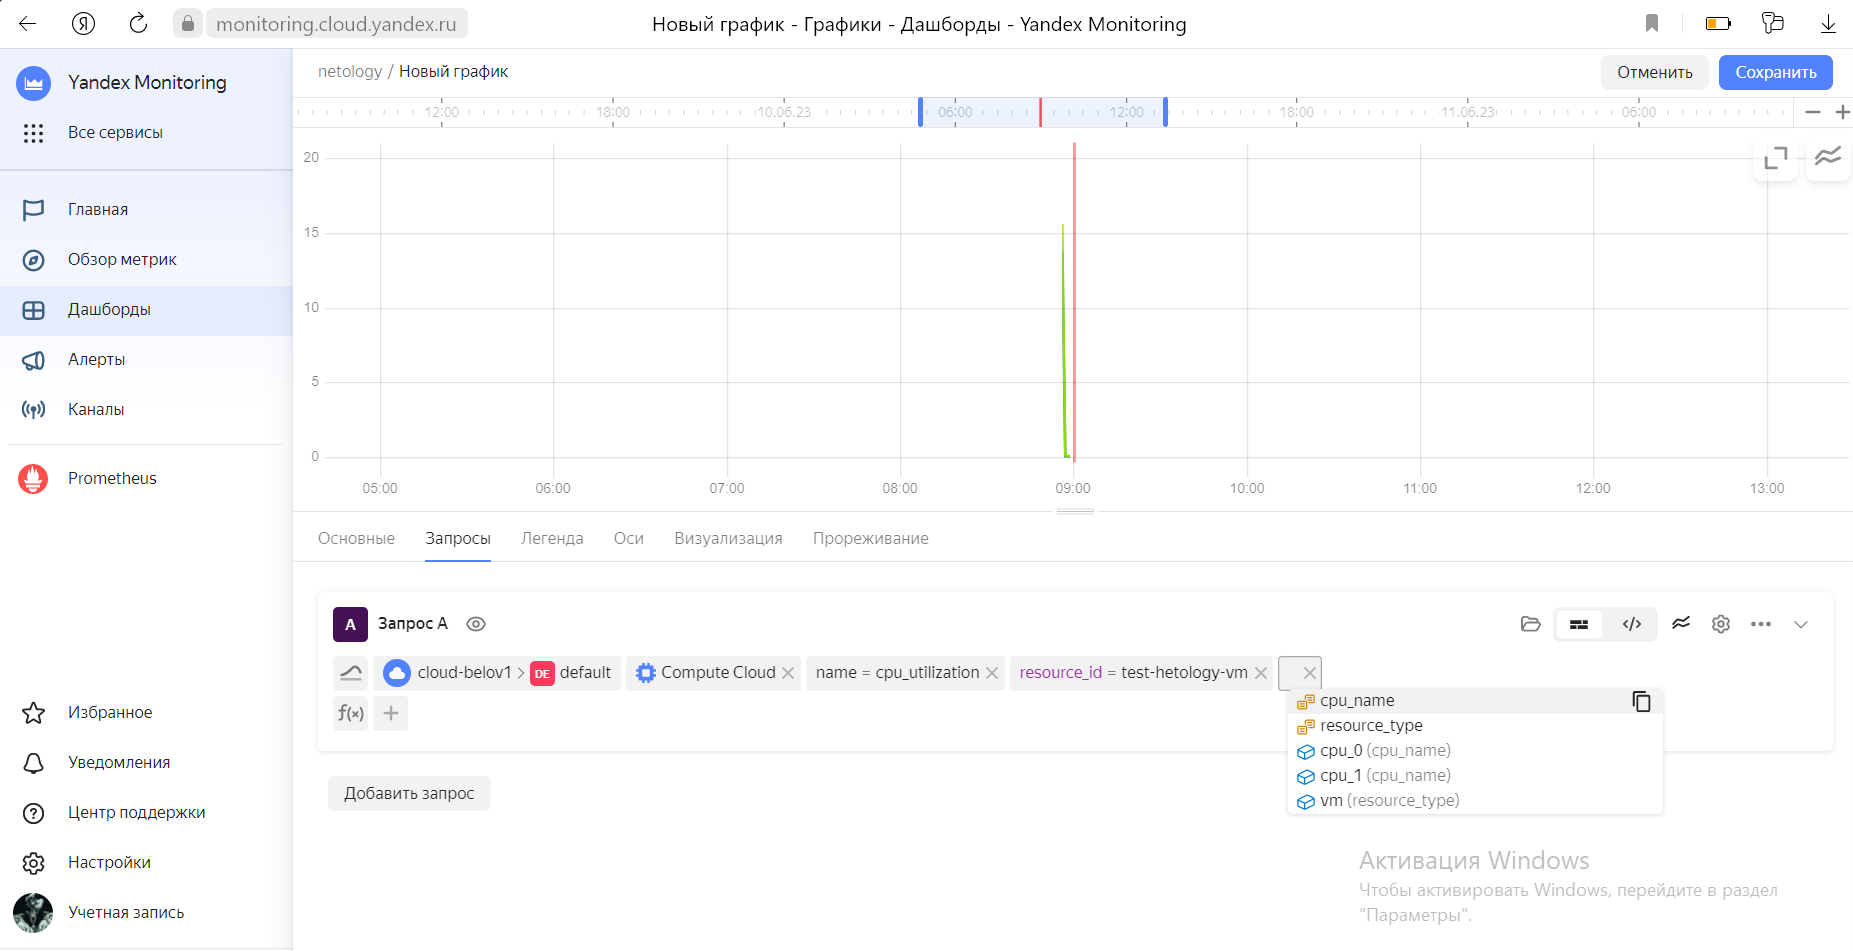 monitoring.cloud.yandex.ru
Новый график - Графики - Дашборды - Yandex Monitoring
Yandex Monitoring
Все сервисы
Главная
Обзор метрик
Дашборды
Алерты
Каналы
Prometheus
Избранное
Уведомления
Центр поддержки
Настройки
Учетная запись
netology / Новый график
Отменить
Сохранить
12:00 18:00 10.06.23 06:00 12:00 18:00 11.06.23 06:00
20
15
10
5
0
05:00 06:00 07:00 08:00 09:00 10:00 11:00 12:00 13:00
Основные Запросы Легенда Оси Визуализация Прореживание
A Запрос A
cloud-belov1 > DE default Compute Cloud × name = cpu_utilization × resource_id = test-hetology-vm × ×
f(x) +
cpu_name
resource_type
cpu_0 (cpu_name)
cpu_1 (cpu_name)
vm (resource_type)
Добавить запрос
Активация Windows
Чтобы активировать Windows, перейдите в раздел
"Параметры".